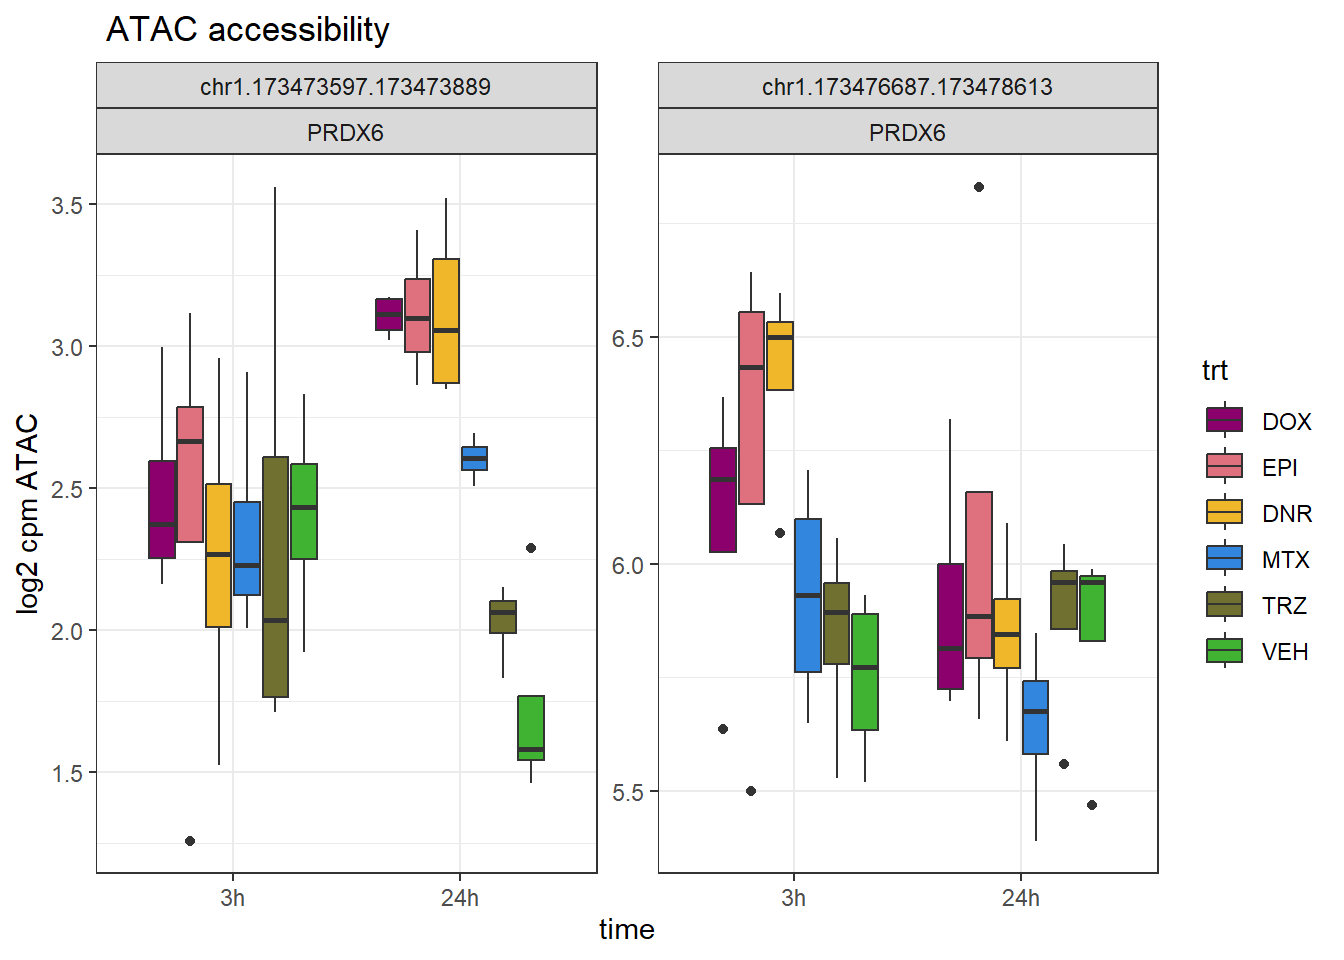 ATAC accessibility
chr1.173473597.173473889
PRDX6
chr1.173476687.173478613
PRDX6
log2 cpm ATAC
3.5
3.0
2.5
2.0
1.5
6.5
6.0
5.5
3h
24h
3h
24h
time
trt
DOX
EPI
DNR
MTX
TRZ
VEH